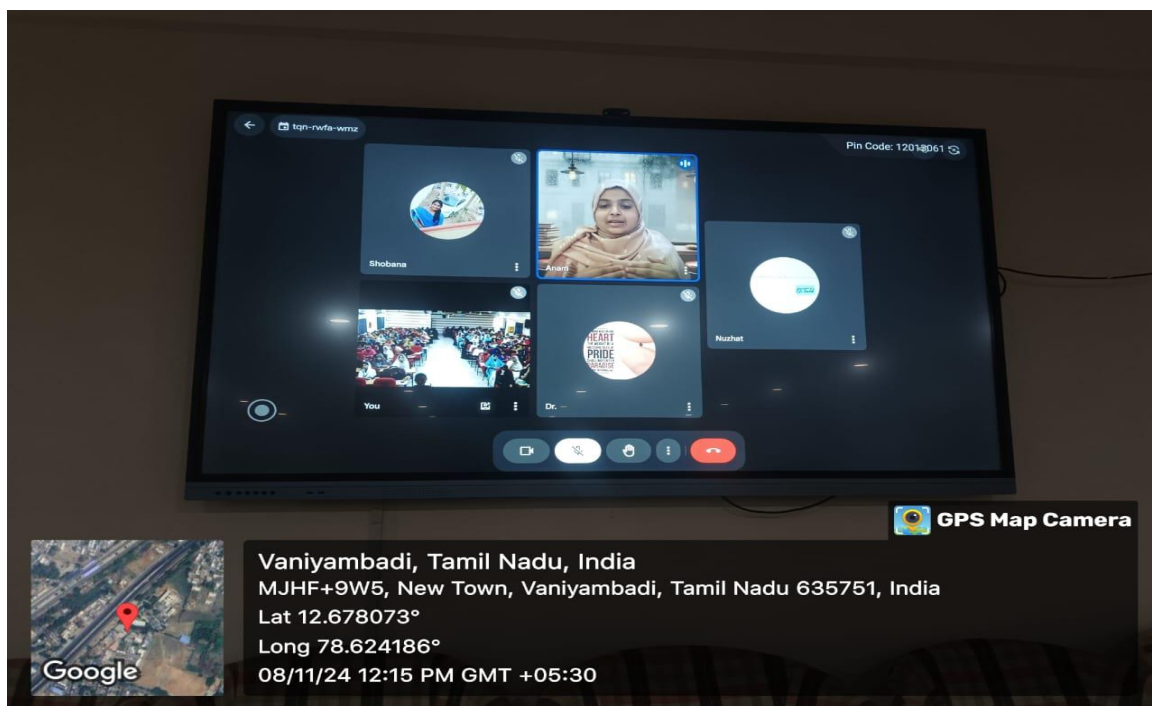 tqn-rwfa-wmz
Pin Code:
Shobana
Anam
Nuzhat
HEART
PRIDE
You
Dr.
GPS Map Camera
Vaniyambadi, Tamil Nadu, India
MJHF+9W5, New Town, Vaniyambadi, Tamil Nadu 635751, India
Lat 12.678073°
Long 78.624186°
08/11/24 12:15 PM GMT +05:30
Google